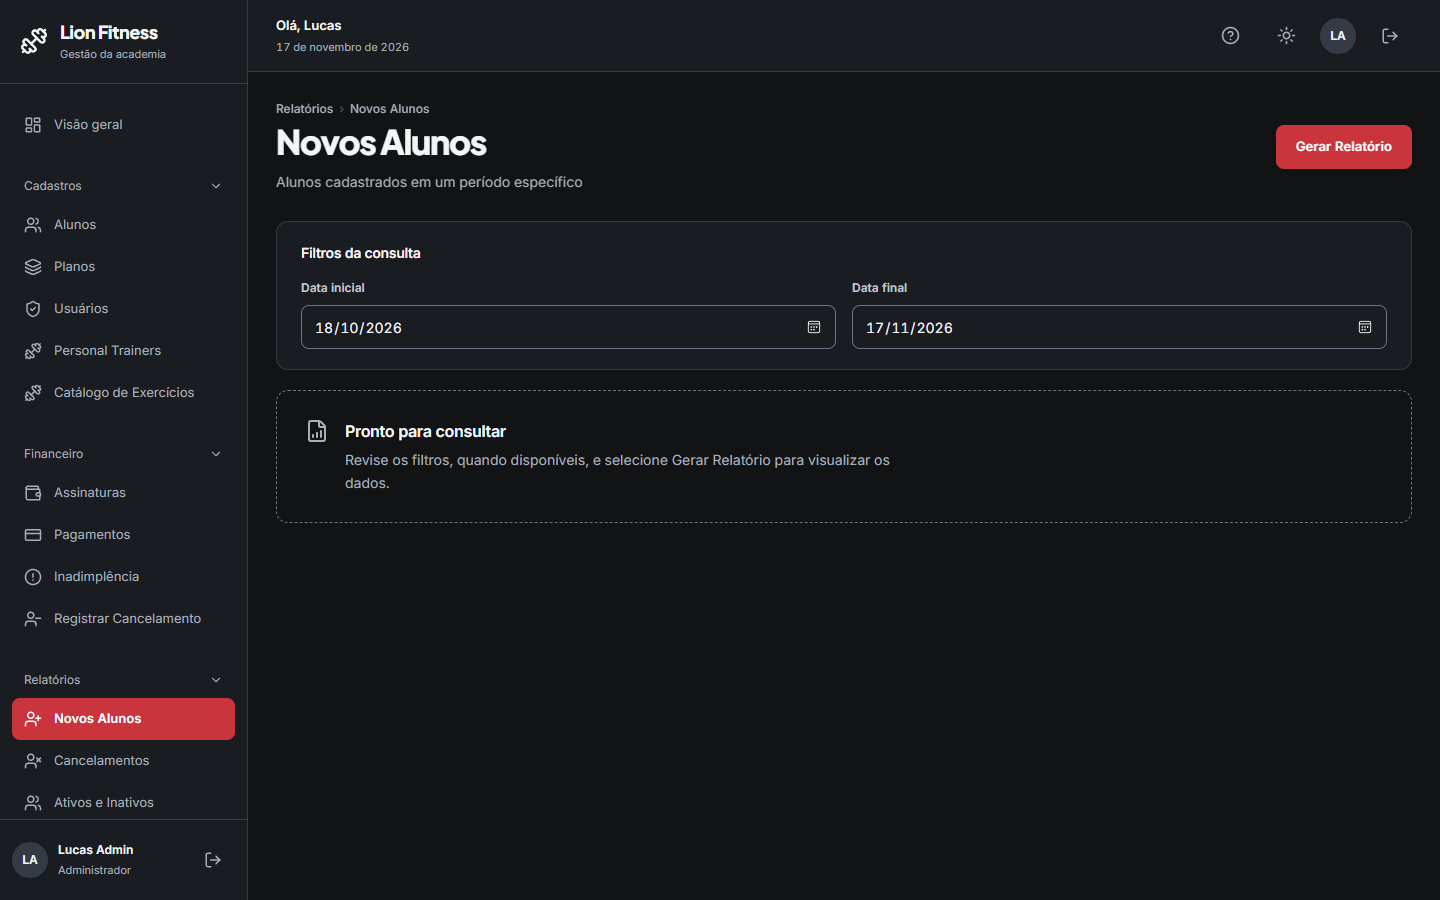 Lion Fitness
Gestão da academia
Visão geral
Cadastros
Alunos
Planos
Usuários
Personal Trainers
Catálogo de Exercícios
Financeiro
Assinaturas
Pagamentos
Inadimplência
Registrar Cancelamento
Relatórios
Novos Alunos
Cancelamentos
Ativos e Inativos
LA
Lucas Admin
Administrador
Olá, Lucas
17 de novembro de 2026
LA
Relatórios › Novos Alunos
Novos Alunos
Alunos cadastrados em um período específico
Gerar Relatório
Filtros da consulta
Data inicial
18/10/2026
Data final
17/11/2026
Pronto para consultar
Revise os filtros, quando disponíveis, e selecione Gerar Relatório para visualizar os
dados.